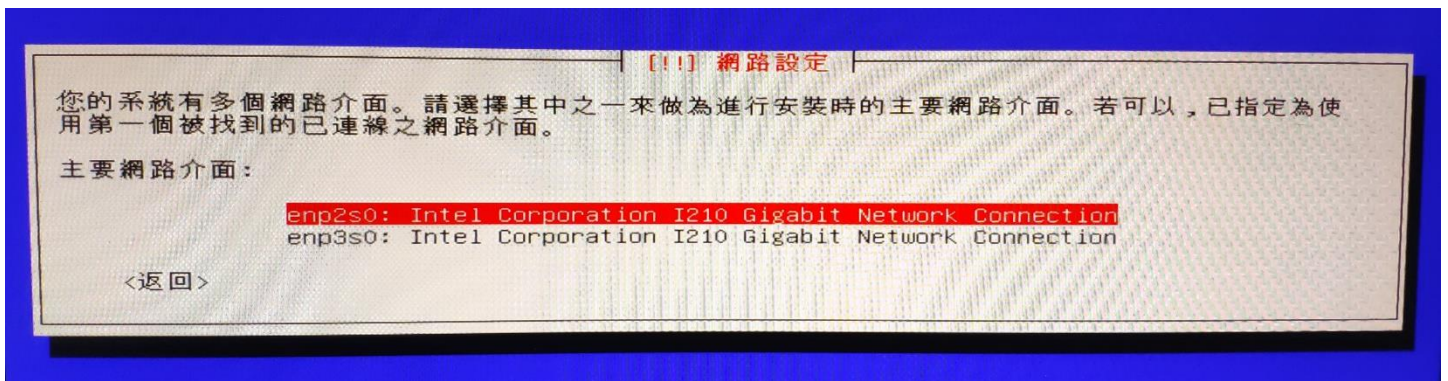 [!!] 網路設定
您的系統有多個網路介面。請選擇其中之一來做為進行安裝時的主要網路介面。若可以,已指定為使
用第一個被找到的已連線之網路介面。
主要網路介面:
enp2s0: Intel Corporation I210 Gigabit Network Connection
enp3s0: Intel Corporation I210 Gigabit Network Connection
<返回>